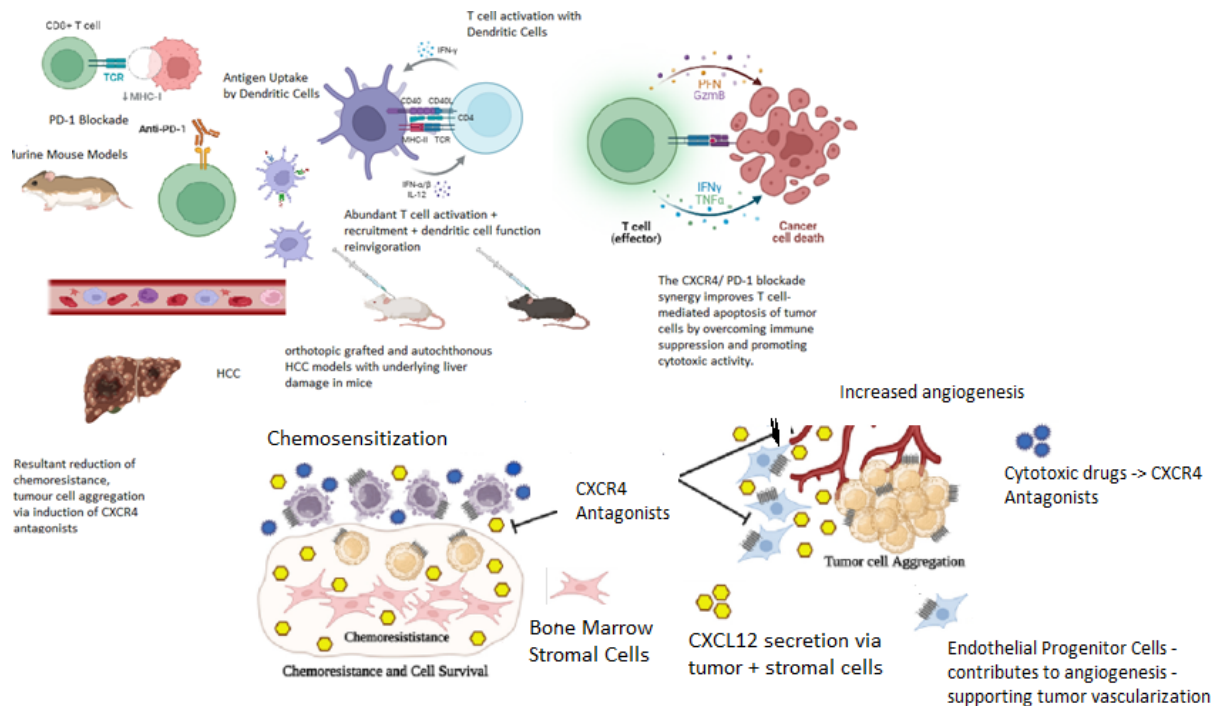 CD8+ T cell
TCR
↓MHC-I
PD-1 Blockade
Anti-PD-1
Murine Mouse Models
Antigen Uptake
by Dendritic Cells
T cell activation with
Dendritic Cells
IFN-γ
CD40
CD40L
CD4
MHC-II
TCR
IFN-α/β
IL-12
Abundant T cell activation +
recruitment + dendritic cell function
reinvigoration
PFN
GzmB
IFNγ
TNFα
T cell
(effector)
Cancer
cell death
The CXCR4/ PD-1 blockade
synergy improves T cell-
mediated apoptosis of tumor
cells by overcoming immune
suppression and promoting
cytotoxic activity.
HCC
orthotopic grafted and autochthonous
HCC models with underlying liver
damage in mice
Resultant reduction of
chemoresistance,
tumour cell aggregation
via induction of CXCR4
antagonists
Chemosensitization
CXCR4
Antagonists
Chemoresististance
Chemoresistance and Cell Survival
Bone Marrow
Stromal Cells
Increased angiogenesis
Tumor cell Aggregation
Cytotoxic drugs -> CXCR4
Antagonists
CXCL12 secretion via
tumor + stromal cells
Endothelial Progenitor Cells -
contributes to angiogenesis -
supporting tumor vascularization